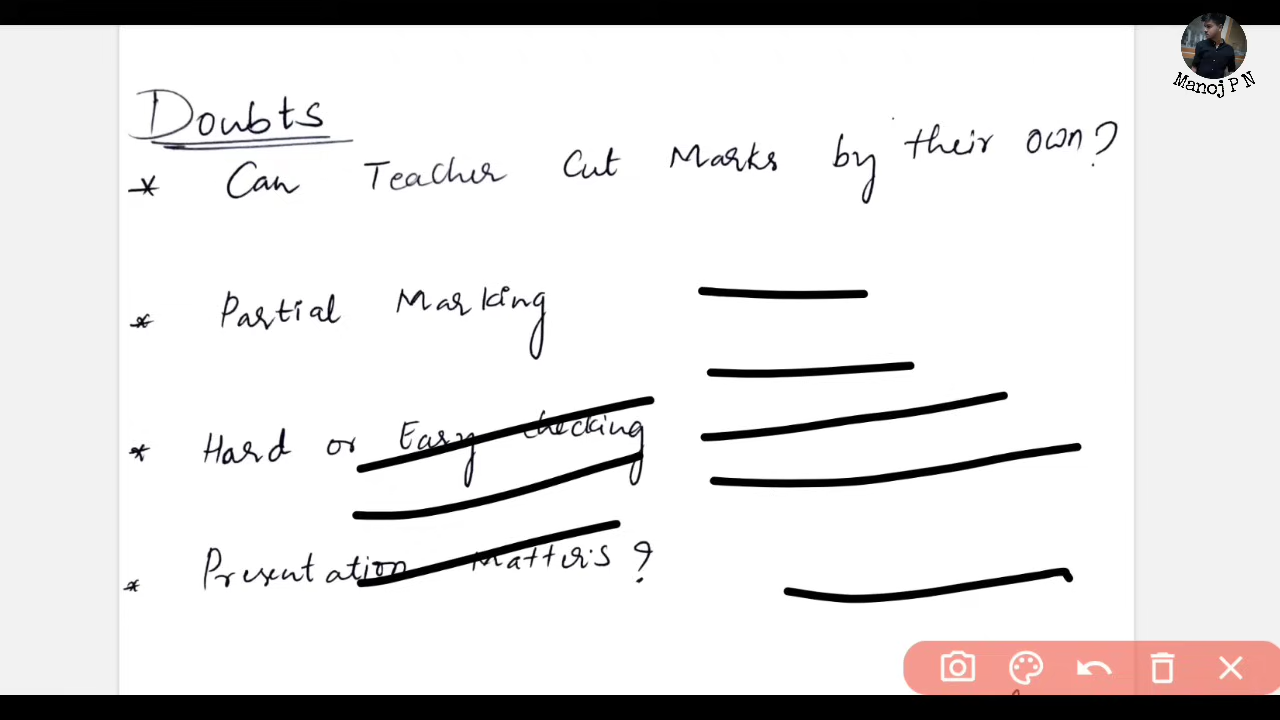 Manoj P N
Doubts
* Can Teacher Cut Marks by their own?
* Partial Marking
* Hard or Easy checking
* Presentation Matters?